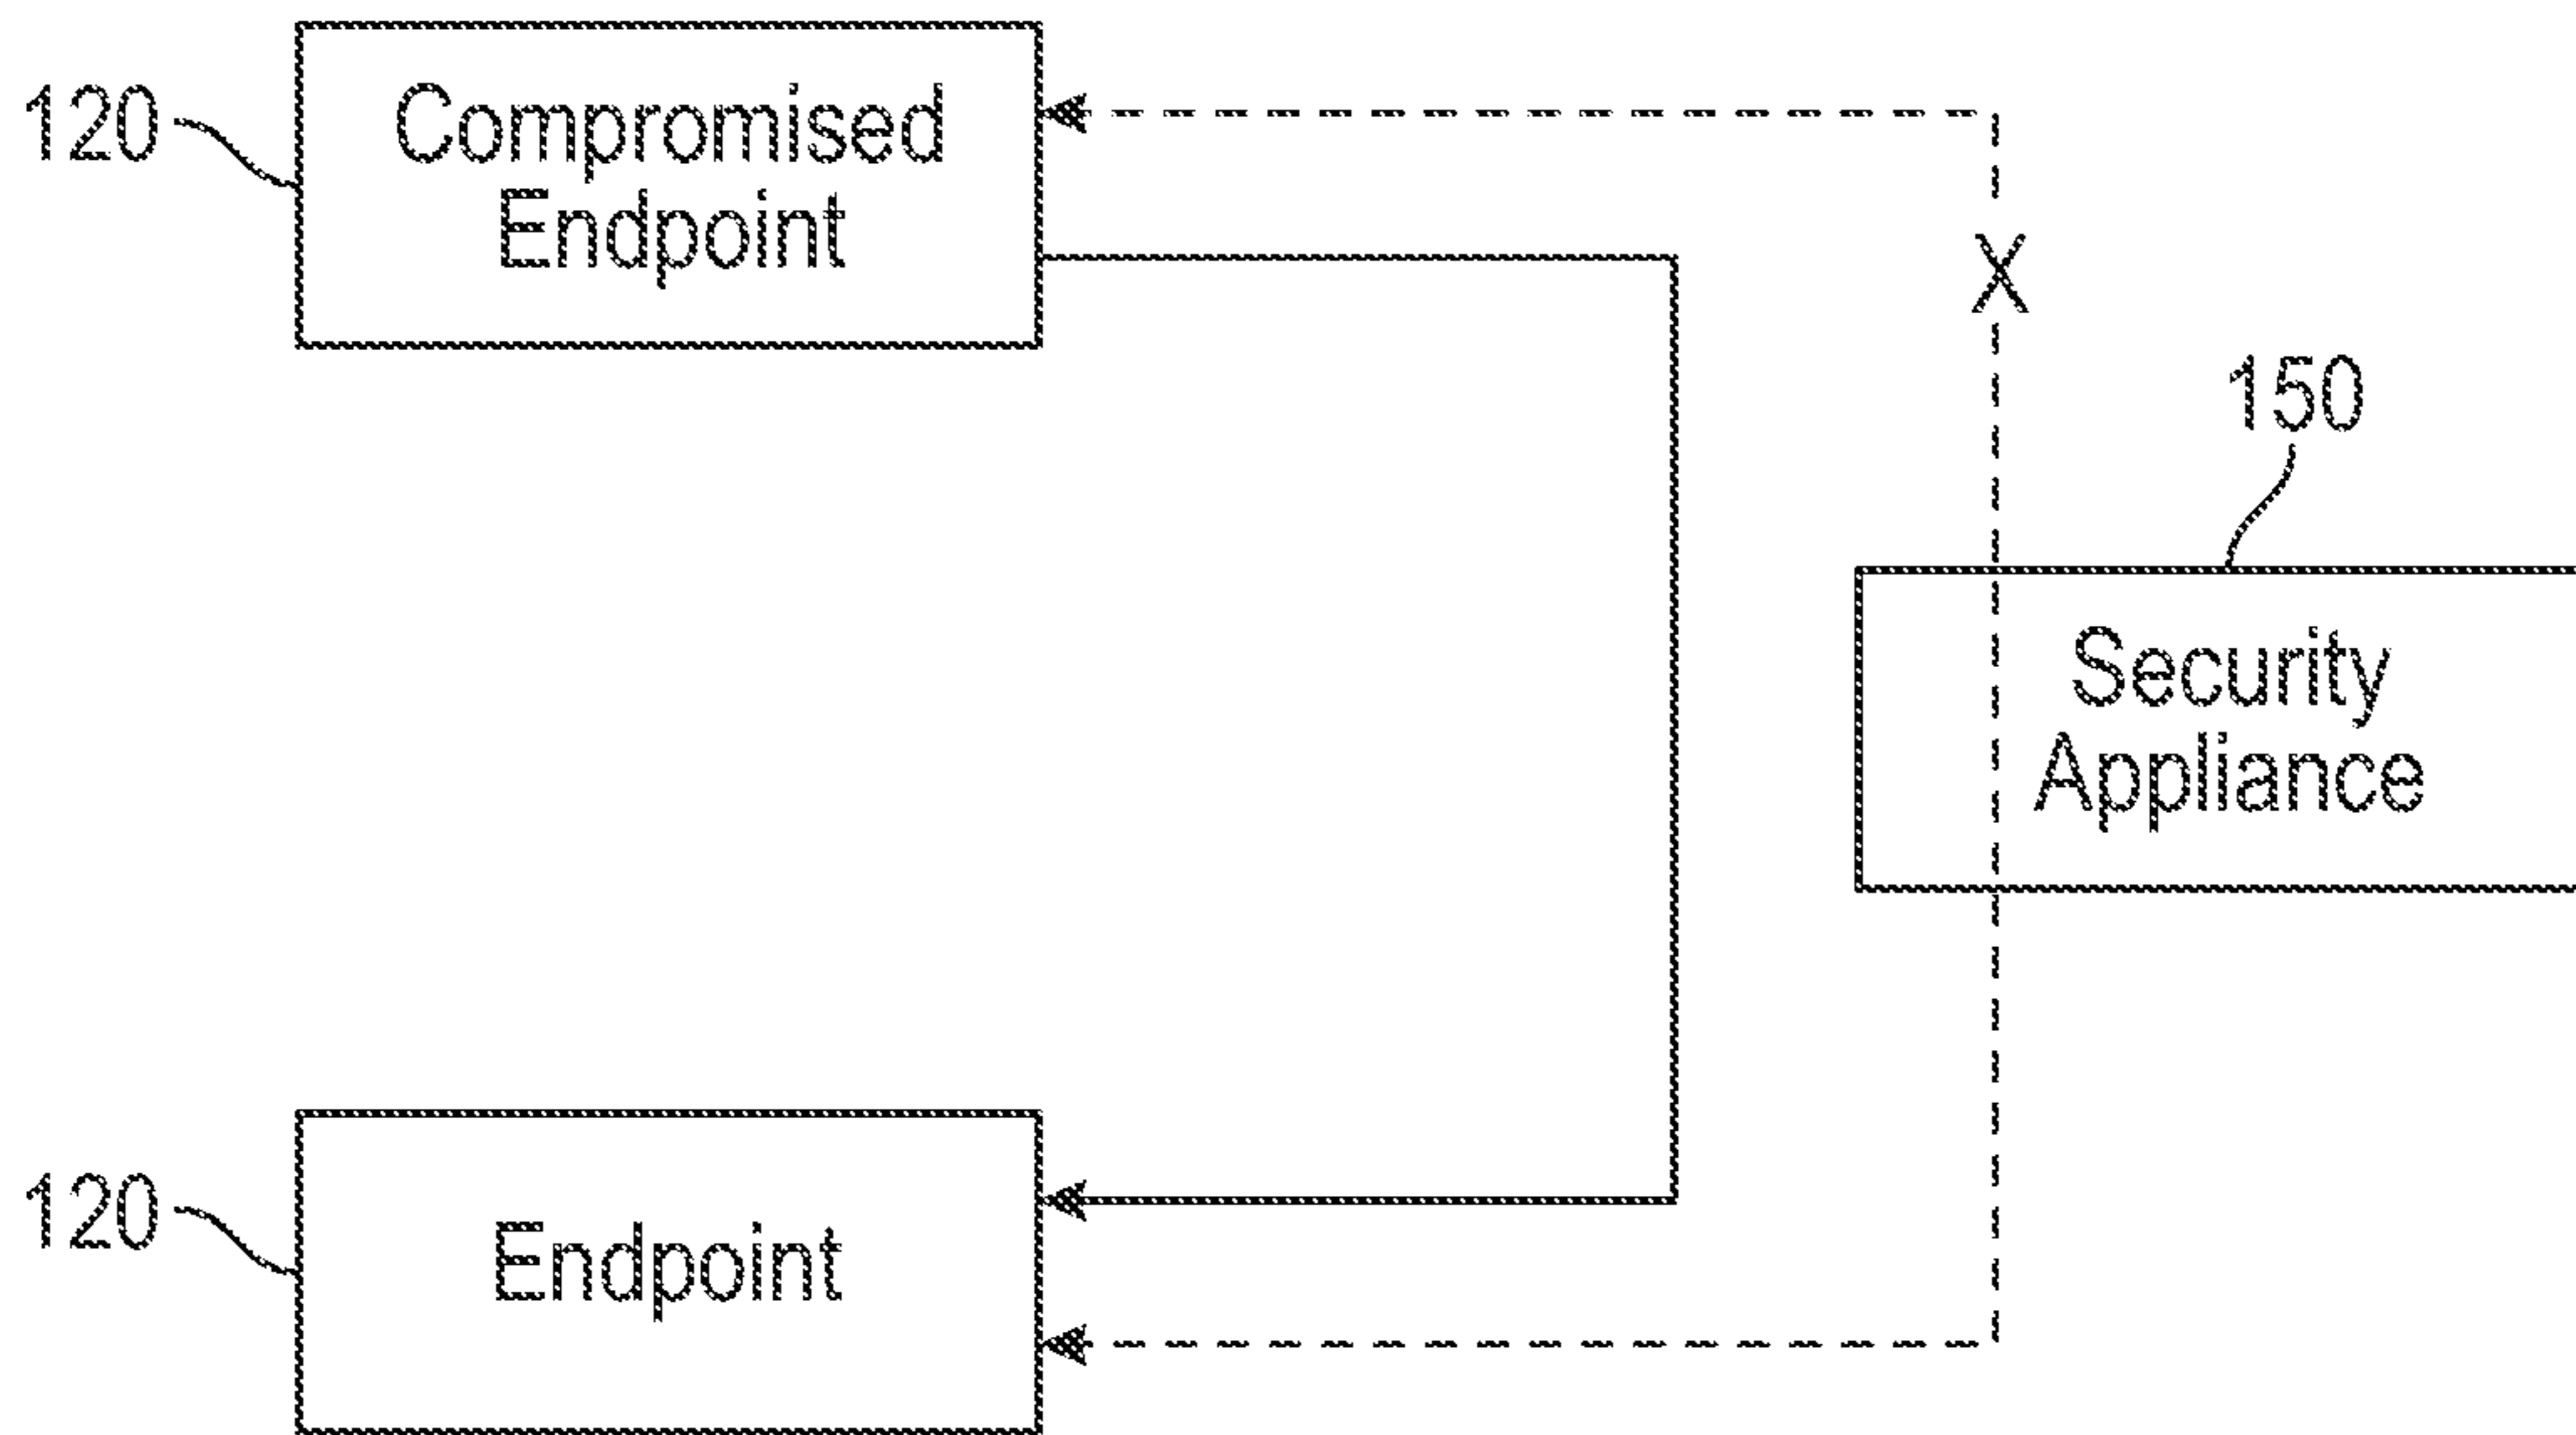 120
Compromised
Endpoint
X
150
Security
Appliance
120
Endpoint